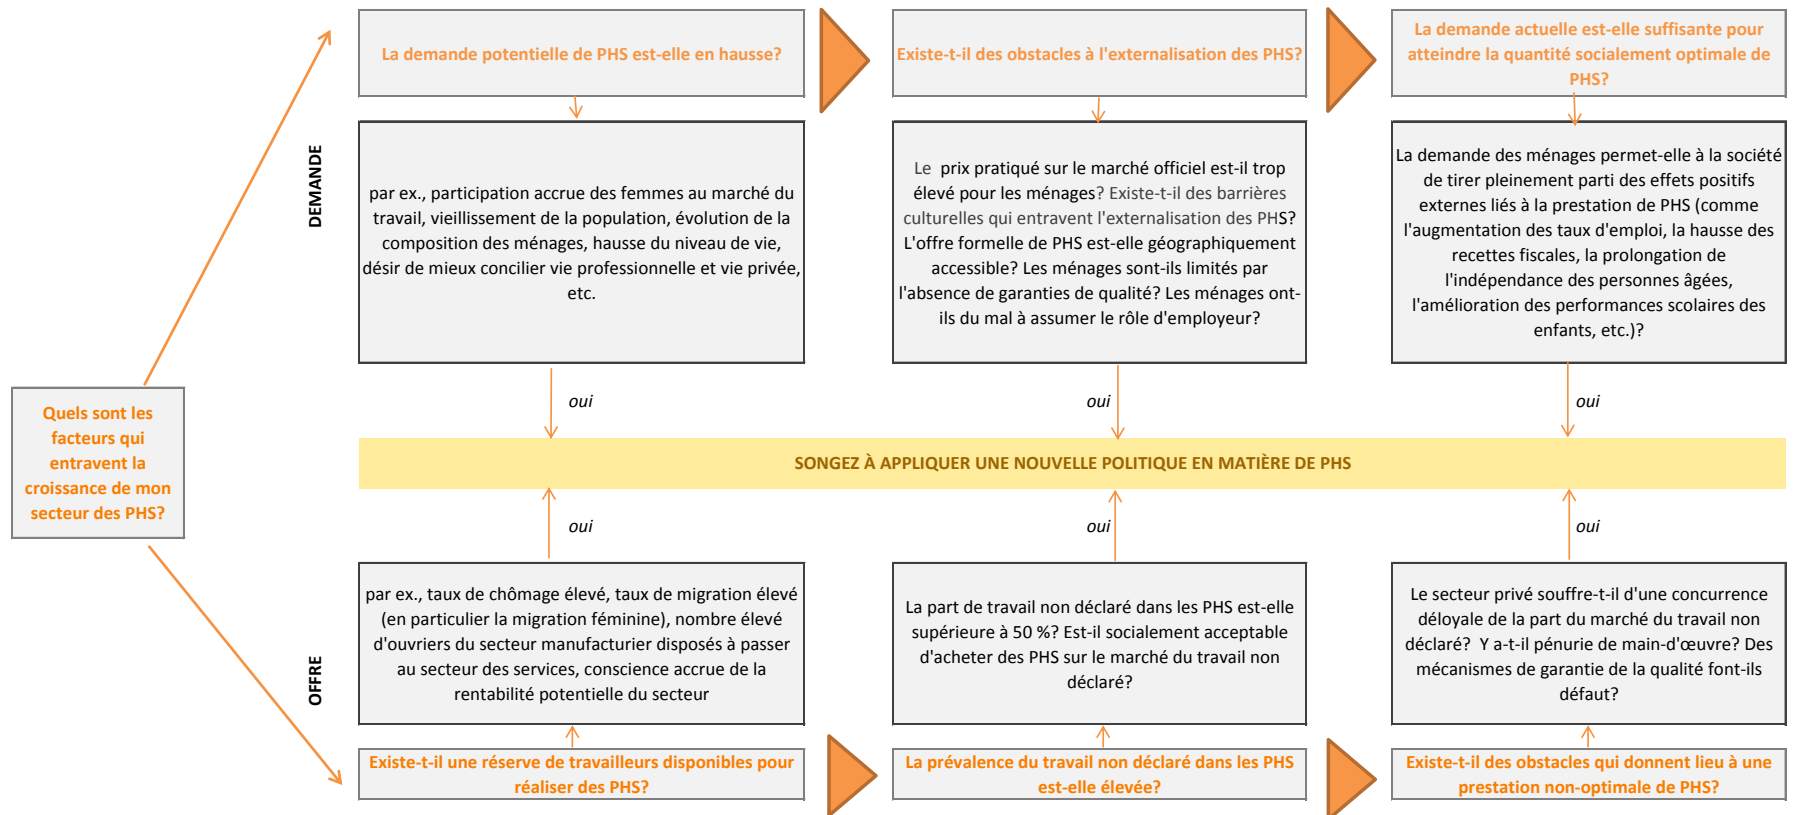 La demande potentielle de PHS est-elle en hausse?
Existe-t-il des obstacles à l'externalisation des PHS?
La demande actuelle est-elle suffisante pour
atteindre la quantité socialement optimale de
PHS?
DEMANDE
par ex., participation accrue des femmes au marché du
travail, vieillissement de la population, évolution de la
composition des ménages, hausse du niveau de vie,
désir de mieux concilier vie professionnelle et vie privée,
etc.
Le prix pratiqué sur le marché officiel est-il trop
élevé pour les ménages? Existe-t-il des barrières
culturelles qui entravent l'externalisation des PHS?
L'offre formelle de PHS est-elle géographiquement
accessible? Les ménages sont-ils limités par
l'absence de garanties de qualité? Les ménages ont-
ils du mal à assumer le rôle d'employeur?
La demande des ménages permet-elle à la société
de tirer pleinement parti des effets positifs
externes liés à la prestation de PHS (comme
l'augmentation des taux d'emploi, la hausse des
recettes fiscales, la prolongation de
l'indépendance des personnes âgées,
l'amélioration des performances scolaires des
enfants, etc.)?
oui
oui
oui
Quels sont les
facteurs qui
entravent la
croissance de mon
secteur des PHS?
SONGEZ À APPLIQUER UNE NOUVELLE POLITIQUE EN MATIÈRE DE PHS
oui
oui
oui
OFFRE
par ex., taux de chômage élevé, taux de migration élevé
(en particulier la migration féminine), nombre élevé
d'ouvriers du secteur manufacturier disposés à passer
au secteur des services, conscience accrue de la
rentabilité potentielle du secteur
La part de travail non déclaré dans les PHS est-elle
supérieure à 50 %? Est-il socialement acceptable
d'acheter des PHS sur le marché du travail non
déclaré?
Le secteur privé souffre-t-il d'une concurrence
déloyale de la part du marché du travail non
déclaré? Y a-t-il pénurie de main-d'œuvre? Des
mécanismes de garantie de la qualité font-ils
défaut?
Existe-t-il une réserve de travailleurs disponibles pour
réaliser des PHS?
La prévalence du travail non déclaré dans les PHS
est-elle élevée?
Existe-t-il des obstacles qui donnent lieu à une
prestation non-optimale de PHS?